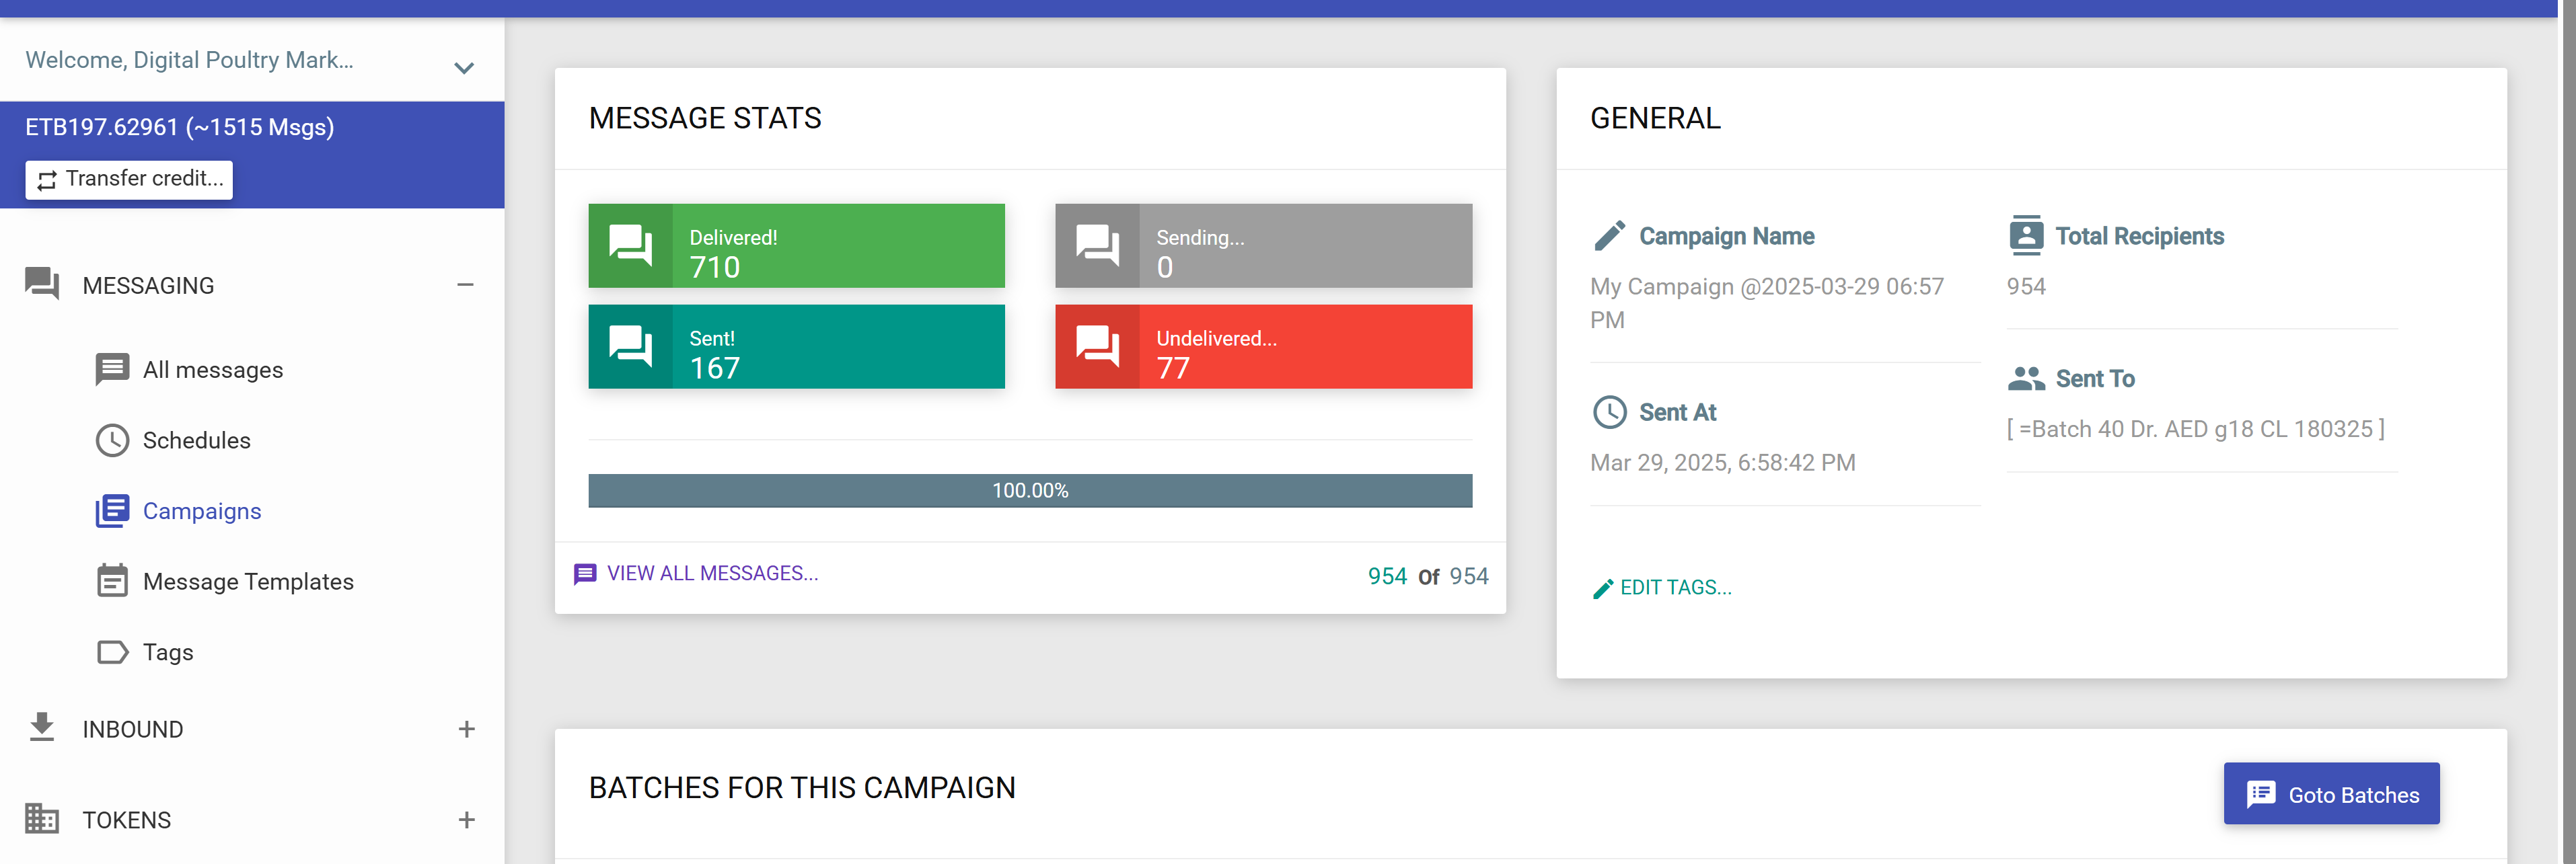 Welcome, Digital Poultry Mark...
ETB197.62961 (~1515 Msgs)
Transfer credit...
MESSAGING
All messages
Schedules
Campaigns
Message Templates
Tags
INBOUND
TOKENS
MESSAGE STATS
Delivered!
710
Sending...
0
Sent!
167
Undelivered...
77
100.00%
VIEW ALL MESSAGES...
954 Of 954
GENERAL
Campaign Name
My Campaign @2025-03-29 06:57
PM
Sent At
Mar 29, 2025, 6:58:42 PM
Total Recipients
954
Sent To
[ =Batch 40 Dr. AED g18 CL 180325 ]
EDIT TAGS...
BATCHES FOR THIS CAMPAIGN
Goto Batches